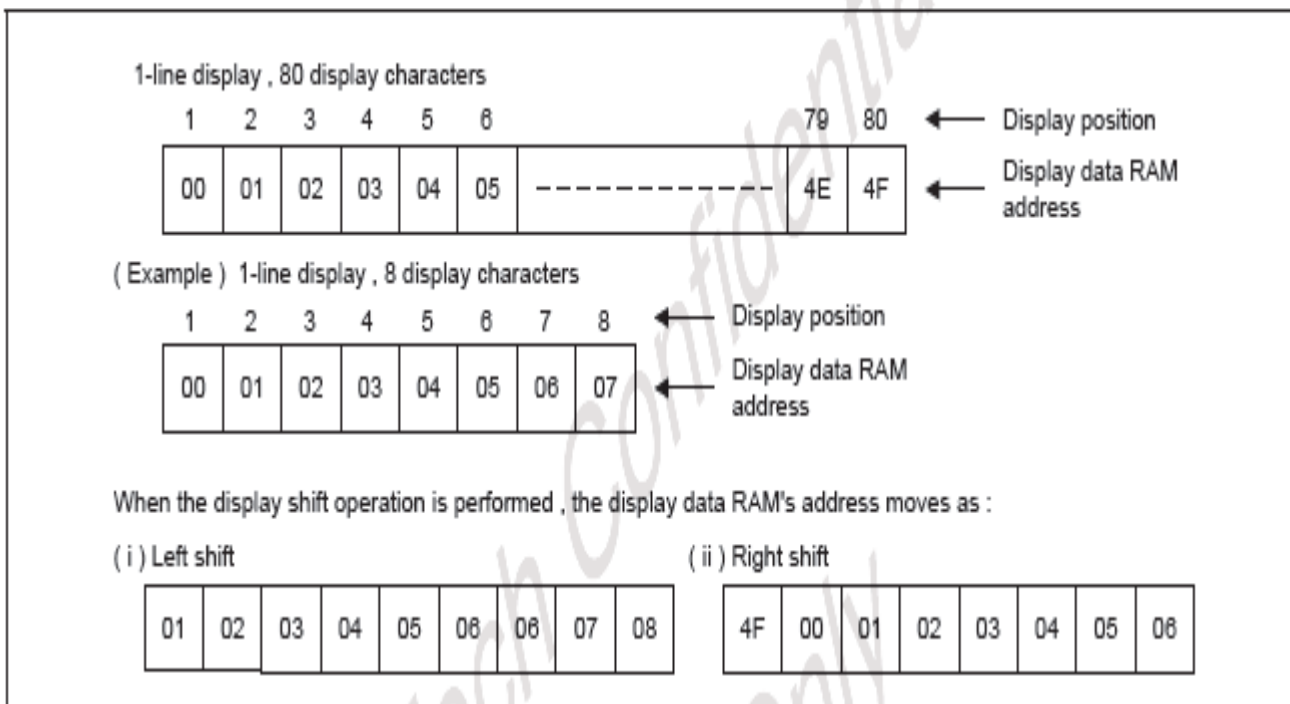 1-line display , 80 display characters
1 2 3 4 5 6 79 80 Display position
00 01 02 03 04 05 4E 4F Display data RAM
address
( Example ) 1-line display , 8 display characters
1 2 3 4 5 6 7 8 Display position
00 01 02 03 04 05 06 07 Display data RAM
address
When the display shift operation is performed , the display data RAM's address moves as :
( i ) Left shift ( ii ) Right shift
01 02 03 04 05 06 06 07 08 4F 00 01 02 03 04 05 06
Confidential
only